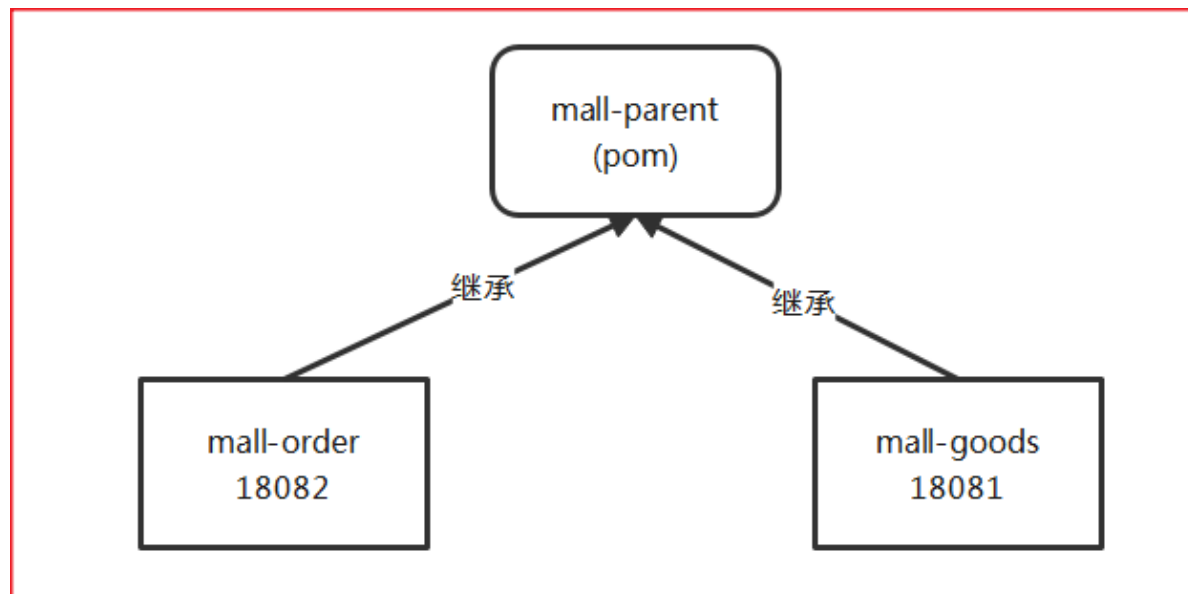 mall-parent
(pom)
继承
继承
mall-order
18082
mall-goods
18081